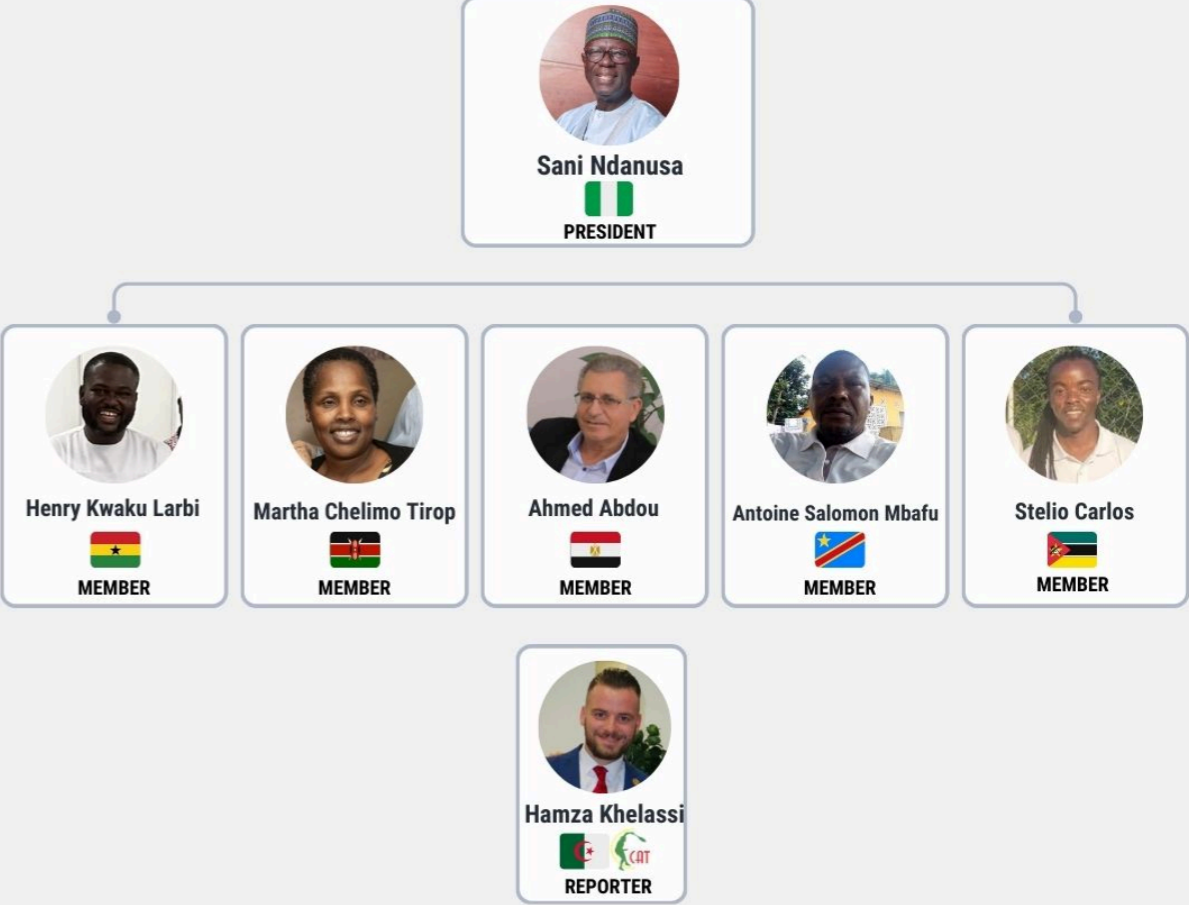 Sani Ndanusa
PRESIDENT
Henry Kwaku Larbi
MEMBER
Martha Chelimo Tirop
MEMBER
Ahmed Abdou
MEMBER
Antoine Salomon Mbafu
MEMBER
Stelio Carlos
MEMBER
Hamza Khelassi
CAT
REPORTER